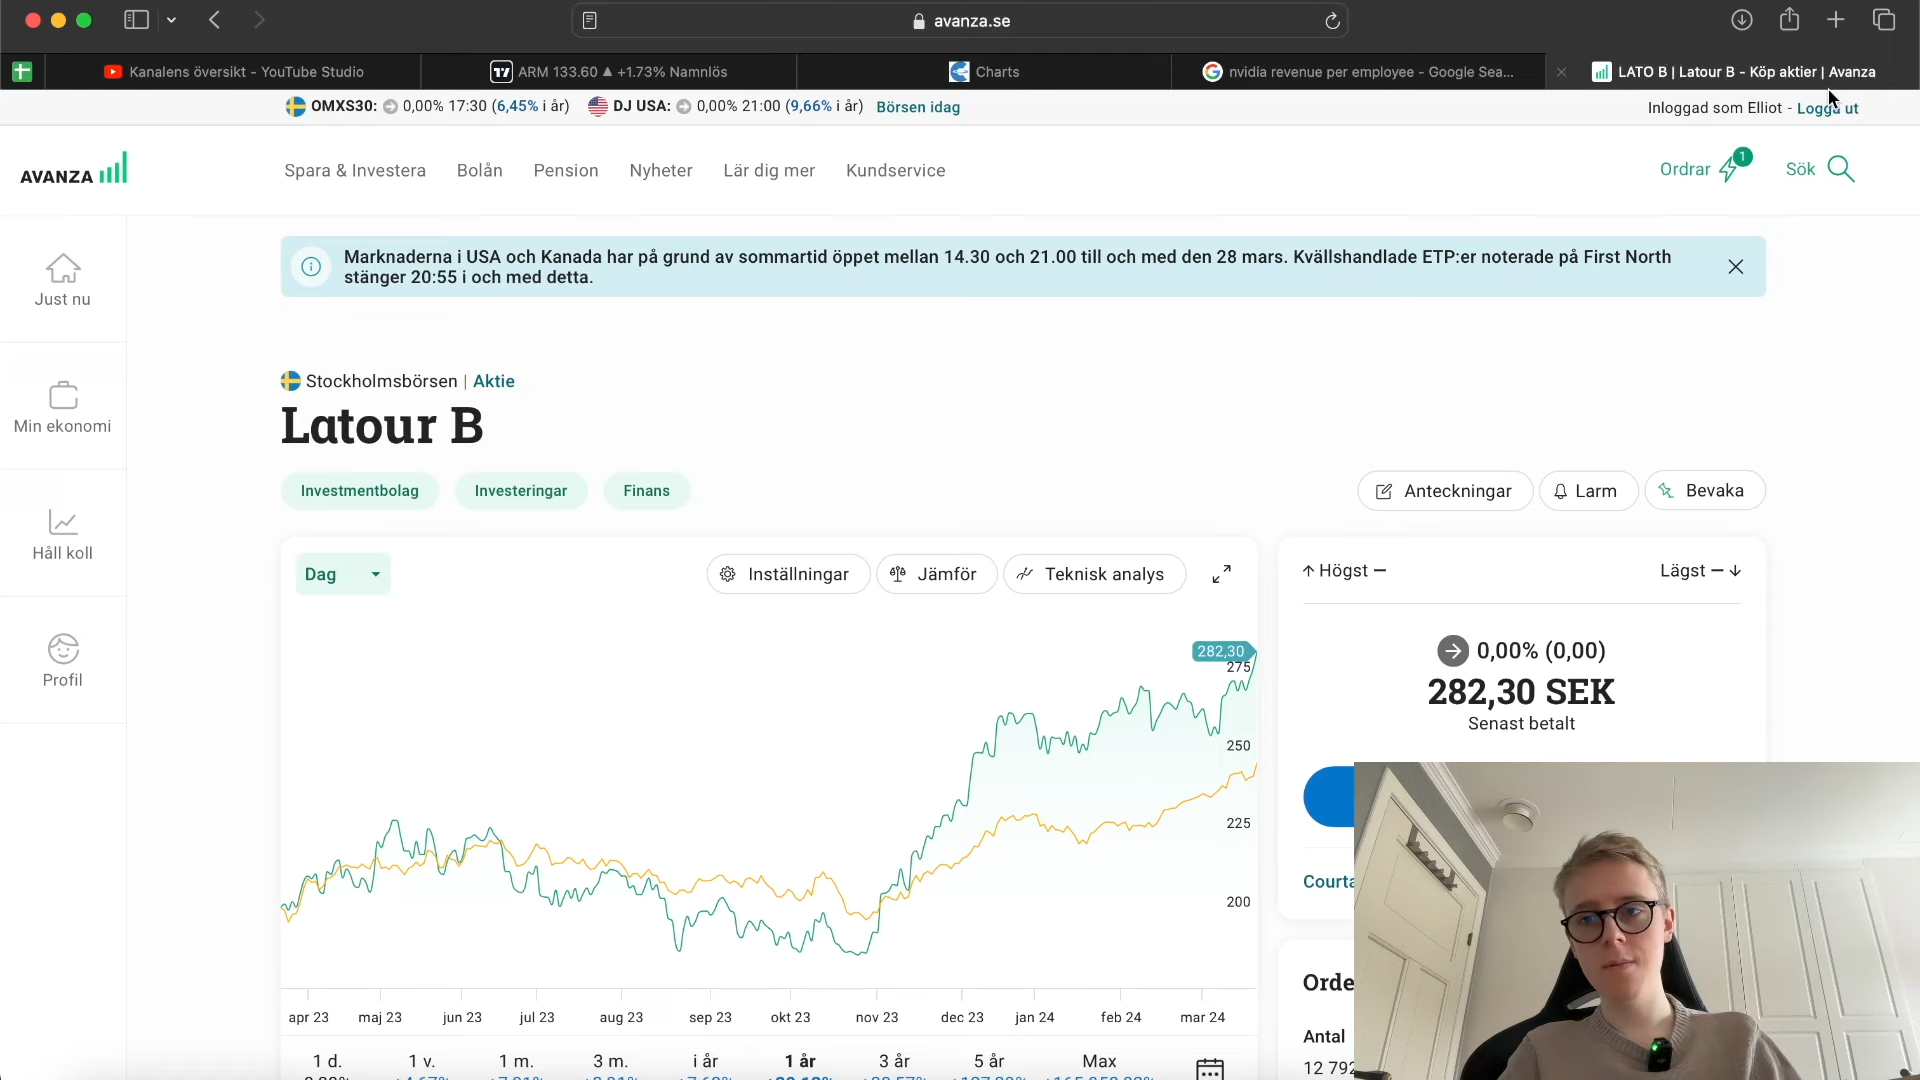 avanza.se
Kanalens översikt - YouTube Studio
ARM 133.60 ▲ +1.73% Namnlös
Charts
nvidia revenue per employee - Google Sea...
LATO B | Latour B - Köp aktier | Avanza
OMXS30: 0,00% 17:30 (6,45% i år)
DJ USA: 0,00% 21:00 (9,66% i år)
Börsen idag
Inloggad som Elliot - Logga ut
AVANZA
Spara & Investera
Bolån
Pension
Nyheter
Lär dig mer
Kundservice
Ordrar
1
Sök
Just nu
Min ekonomi
Håll koll
Profil
Marknaderna i USA och Kanada har på grund av sommartid öppet mellan 14.30 och 21.00 till och med den 28 mars. Kvällshandlade ETP:er noterade på First North
stänger 20:55 i och med detta.
Stockholmsbörsen | Aktie
Latour B
Investmentbolag
Investeringar
Finans
Anteckningar
Larm
Bevaka
Dag
Inställningar
Jämför
Teknisk analys
282,30
275
250
225
200
apr 23
maj 23
jun 23
jul 23
aug 23
sep 23
okt 23
nov 23
dec 23
jan 24
feb 24
mar 24
1 d.
1 v.
1 m.
3 m.
i år
1 år
3 år
5 år
Max
Högst –
Lägst –
0,00% (0,00)
282,30 SEK
Senast betalt
Courta
Orde
Antal
12 792